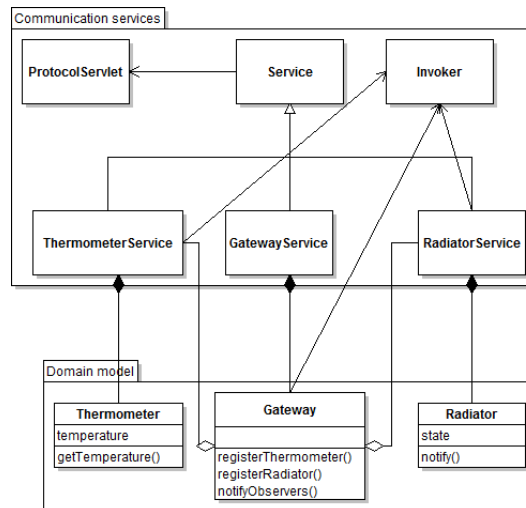 Communication services
ProtocolServlet
Service
Invoker
ThermometerService
GatewayService
RadiatorService
Domain model
Thermometer
temperature
getTemperature()
Gateway
registerThermometer()
registerRadiator()
notifyObservers()
Radiator
state
notify()